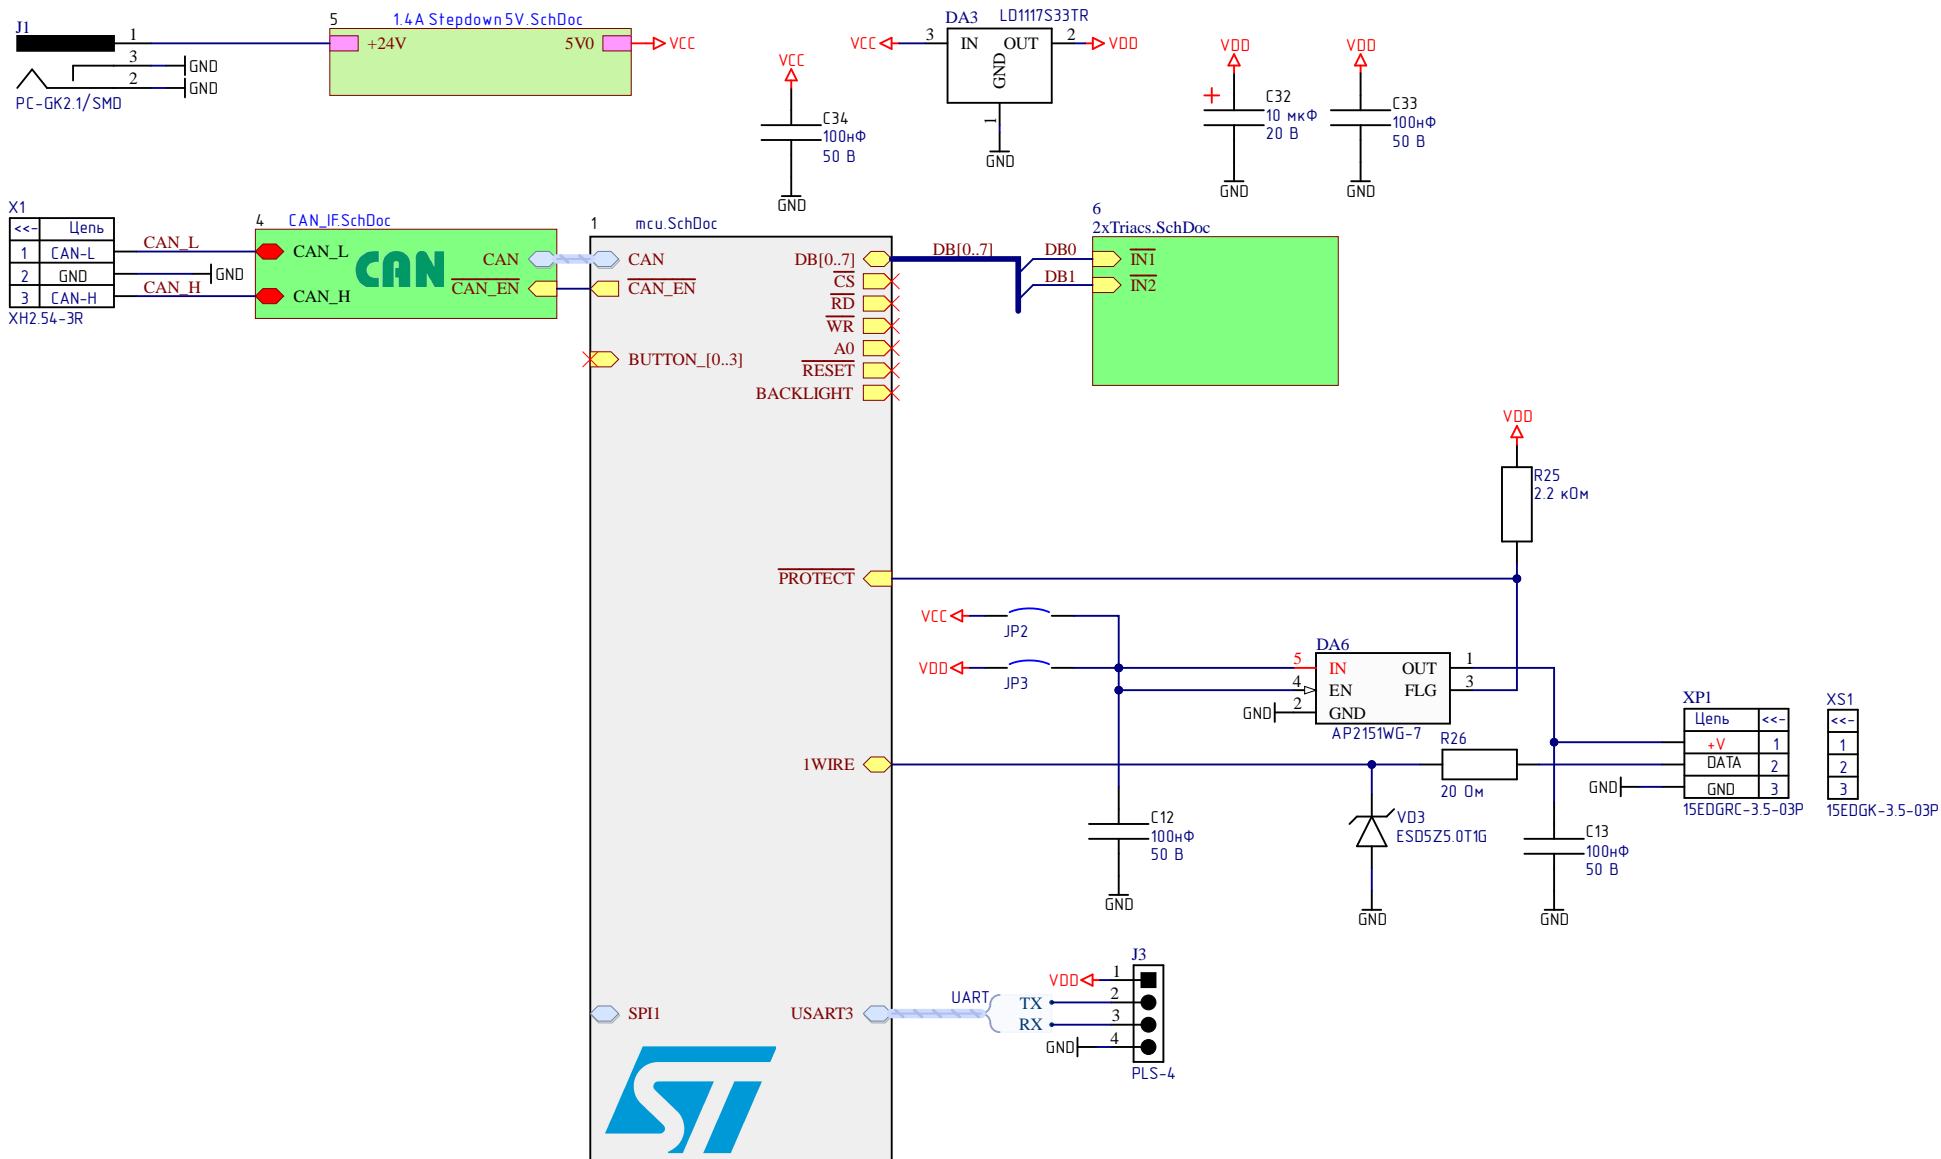 J1
1
3
2
GND
GND
PC-GK2.1/SMD
5
1.4A Stepdown 5V.SchDoc
+24V
5V0
VCC
VCC
C34
100нФ
50 В
GND
DA3
LD1117S33TR
VCC
3
IN
OUT
2
VDD
GND
1
GND
VDD
+
C32
10 мкФ
20 В
GND
VDD
C33
100нФ
50 В
GND
X1
<<-
Цепь
1
CAN-L
2
GND
3
CAN-H
XH2.54-3R
CAN_L
GND
CAN_H
4
CAN_IF.SchDoc
CAN_L
CAN
CAN
CAN_EN
CAN_H
1
mcu.SchDoc
CAN
CAN_EN
BUTTON_[0..3]
DB[0..7]
CS
RD
WR
A0
RESET
BACKLIGHT
PROTECT
1WIRE
SPI1
USART3
ST
DB[0..7]
DB0
DB1
6
2xTriacs.SchDoc
IN1
IN2
VDD
R25
2.2 кОм
VCC
JP2
VDD
JP3
DA6
5
IN
OUT
1
4
EN
FLG
3
GND
2
GND
AP2151WG-7
R26
20 Ом
C12
100нФ
50 В
GND
VD3
ESD5Z5.0T1G
GND
C13
100нФ
50 В
GND
XP1
Цепь
<<-
+V
1
DATA
2
GND
GND
3
15EDGRC-3.5-03P
XS1
<<-
1
2
3
15EDGK-3.5-03P
J3
VDD
1
UART
TX
2
RX
3
GND
4
PLS-4